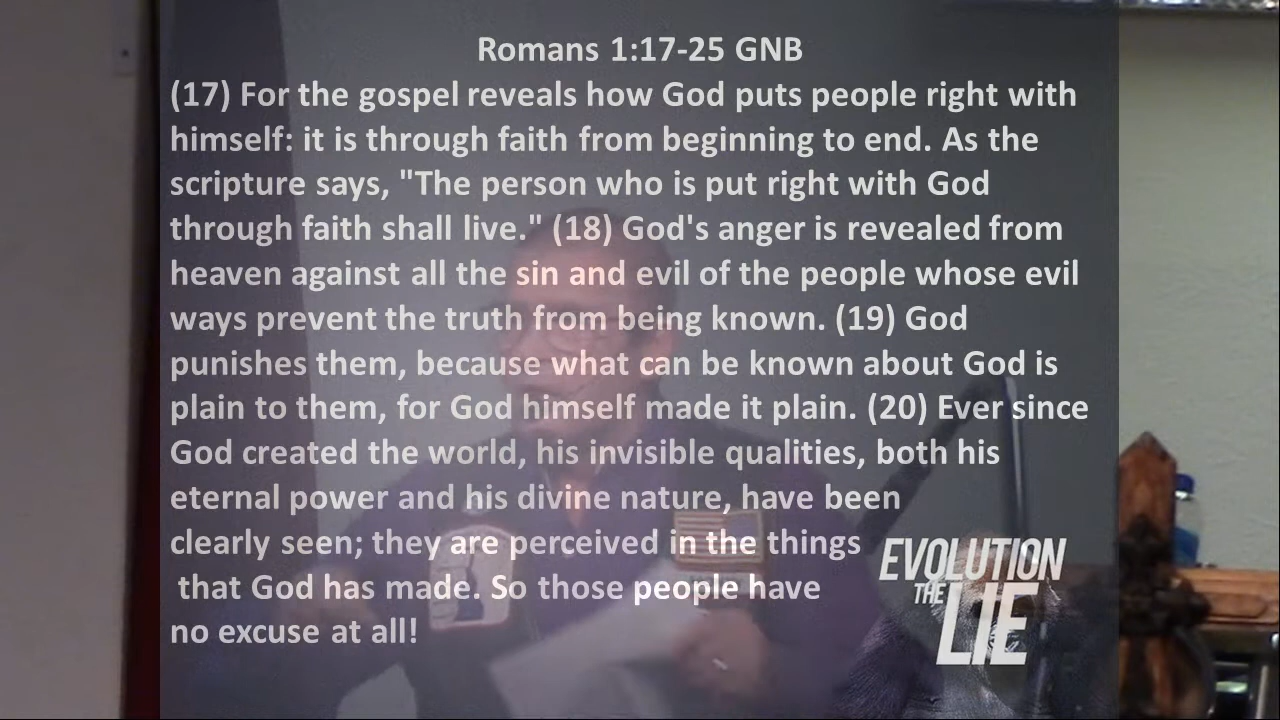 Romans 1:17-25 GNB
(17) For the gospel reveals how God puts people right with
himself: it is through faith from beginning to end. As the
scripture says, "The person who is put right with God
through faith shall live." (18) God's anger is revealed from
heaven against all the sin and evil of the people whose evil
ways prevent the truth from being known. (19) God
punishes them, because what can be known about God is
plain to them, for God himself made it plain. (20) Ever since
God created the world, his invisible qualities, both his
eternal power and his divine nature, have been
clearly seen; they are perceived in the things
that God has made. So those people have
no excuse at all!
EVOLUTION
THE
LIE